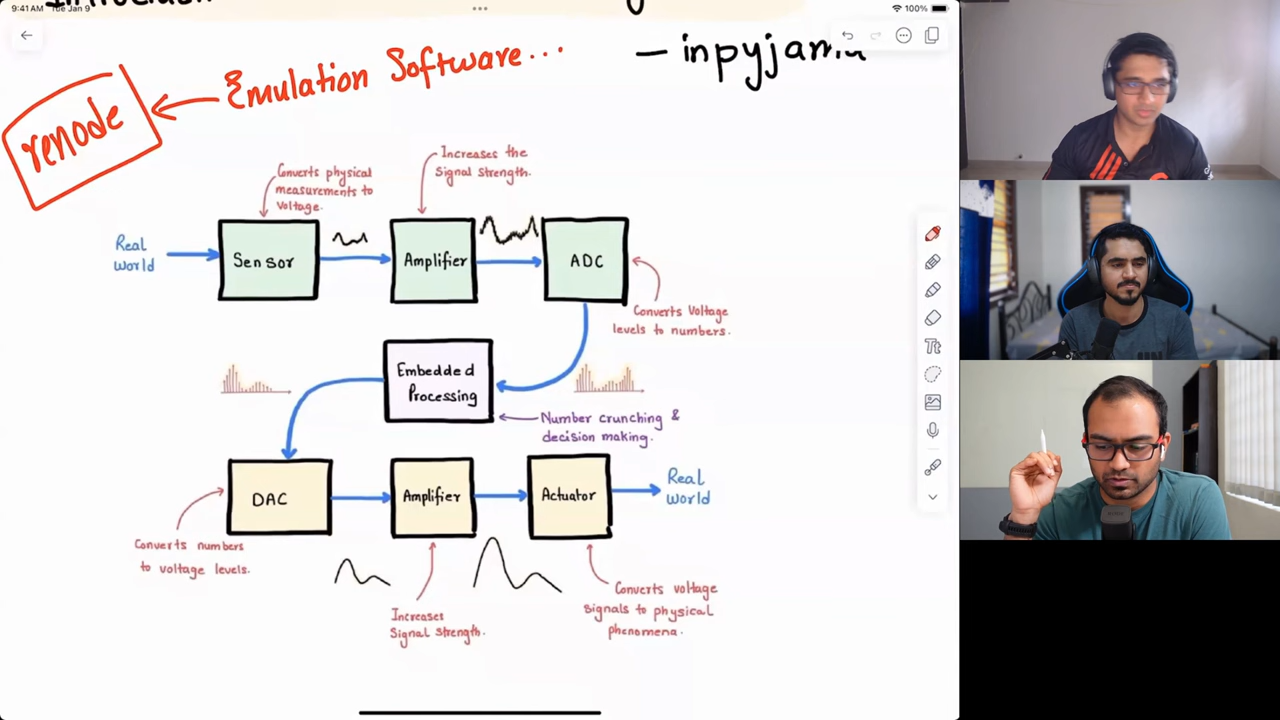 9:41 AM Tue Jan 9
100%
- inpyjama
Emulation Software...
renode
Converts physical
measurements to
Voltage.
Increases the
Signal strength.
Real
world
Sensor
Amplifier
ADC
Converts Voltage
levels to numbers.
Embedded
Processing
Number crunching &
decision making.
DAC
Amplifier
Actuator
Real
world
Converts numbers
to voltage levels.
Increases
Signal strength.
Converts voltage
signals to physical
phenomena.
Tt